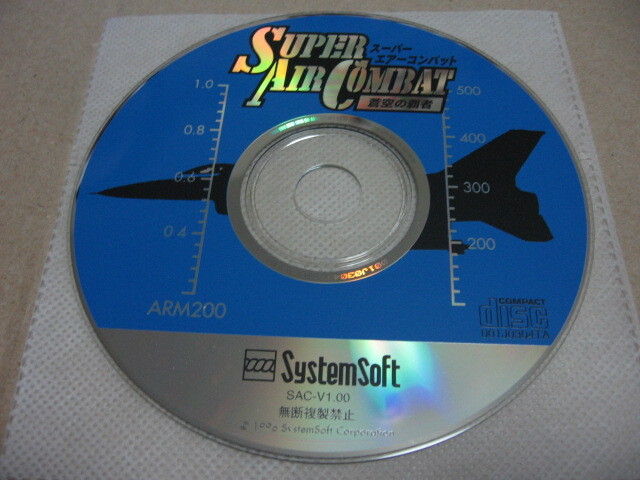 SUPER
スーパー
エアーコンバット
AIR COMBAT
蒼空の覇者
1.0
0.8
0.6
0.4
500
400
300
200
ARM200
COMPACT
disc
SystemSoft
SAC-V1.00
無断複製禁止
© 1996 SystemSoft Corporation